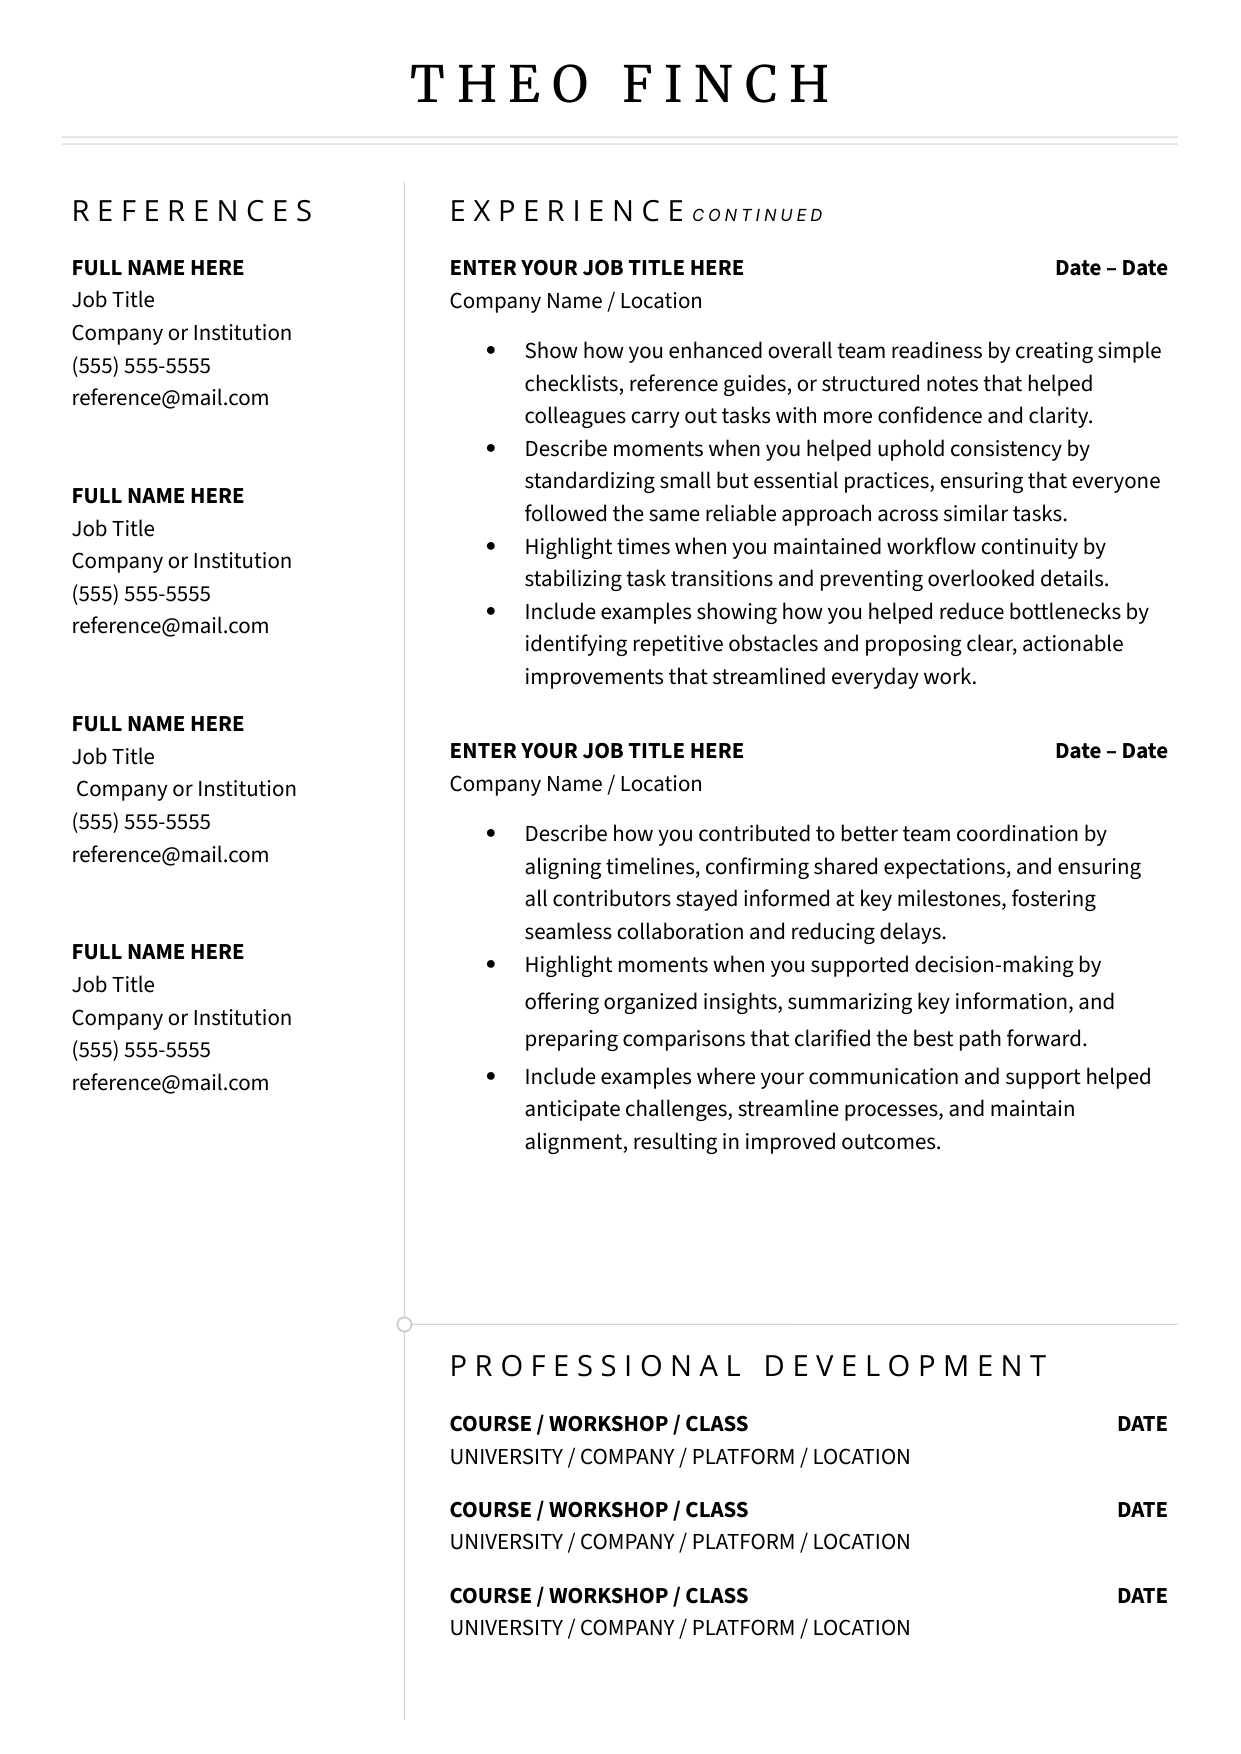 THEO FINCH
REFERENCES
FULL NAME HERE
Job Title
Company or Institution
(555) 555-5555
reference@mail.com
FULL NAME HERE
Job Title
Company or Institution
(555) 555-5555
reference@mail.com
FULL NAME HERE
Job Title
Company or Institution
(555) 555-5555
reference@mail.com
FULL NAME HERE
Job Title
Company or Institution
(555) 555-5555
reference@mail.com
EXPERIENCE CONTINUED
ENTER YOUR JOB TITLE HERE Date – Date
Company Name / Location
• Show how you enhanced overall team readiness by creating simple
checklists, reference guides, or structured notes that helped
colleagues carry out tasks with more confidence and clarity.
• Describe moments when you helped uphold consistency by
standardizing small but essential practices, ensuring that everyone
followed the same reliable approach across similar tasks.
• Highlight times when you maintained workflow continuity by
stabilizing task transitions and preventing overlooked details.
• Include examples showing how you helped reduce bottlenecks by
identifying repetitive obstacles and proposing clear, actionable
improvements that streamlined everyday work.
ENTER YOUR JOB TITLE HERE Date – Date
Company Name / Location
• Describe how you contributed to better team coordination by
aligning timelines, confirming shared expectations, and ensuring
all contributors stayed informed at key milestones, fostering
seamless collaboration and reducing delays.
• Highlight moments when you supported decision-making by
offering organized insights, summarizing key information, and
preparing comparisons that clarified the best path forward.
• Include examples where your communication and support helped
anticipate challenges, streamline processes, and maintain
alignment, resulting in improved outcomes.
PROFESSIONAL DEVELOPMENT
COURSE / WORKSHOP / CLASS DATE
UNIVERSITY / COMPANY / PLATFORM / LOCATION
COURSE / WORKSHOP / CLASS DATE
UNIVERSITY / COMPANY / PLATFORM / LOCATION
COURSE / WORKSHOP / CLASS DATE
UNIVERSITY / COMPANY / PLATFORM / LOCATION